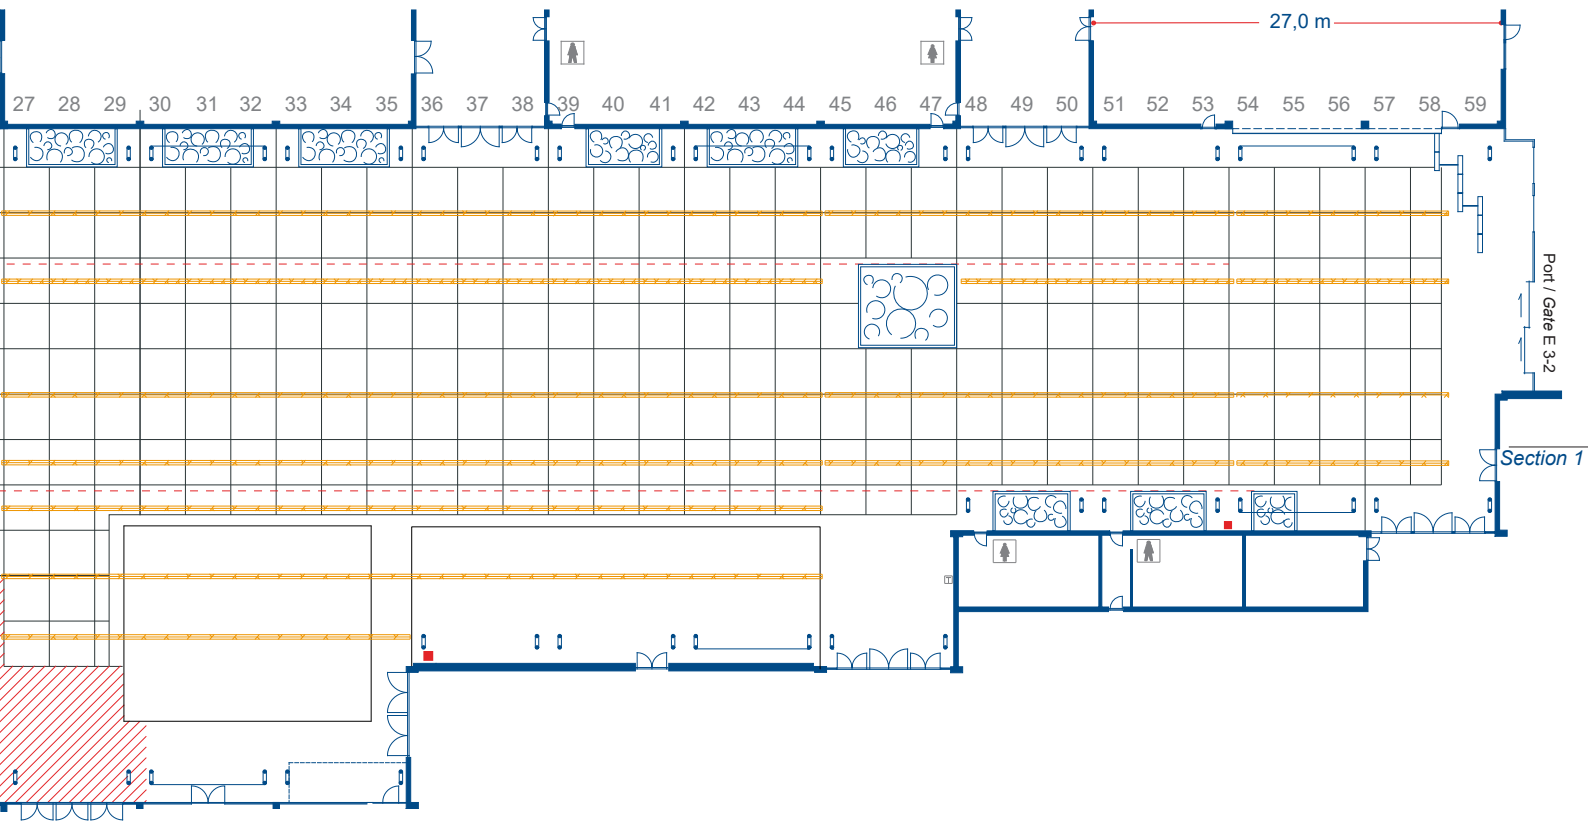 27,0 m
27 28 29 30 31 32 33 34 35 36 37 38 39 40 41 42 43 44 45 46 47 48 49 50 51 52 53 54 55 56 57 58 59
Port / Gate E 3-2
Section 1
T